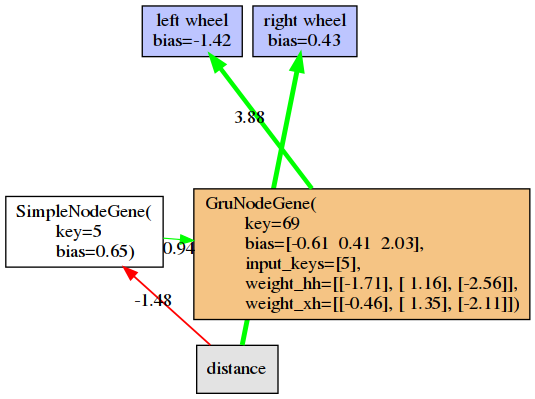 left wheel
bias=-1.42
right wheel
bias=0.43
3.88
SimpleNodeGene(
key=5
bias=0.65)
0.94
GruNodeGene(
key=69
bias=[-0.61 0.41 2.03],
input_keys=[5],
weight_hh=[[-1.71], [ 1.16], [-2.56]],
weight_xh=[[-0.46], [ 1.35], [-2.11]])
-1.48
distance